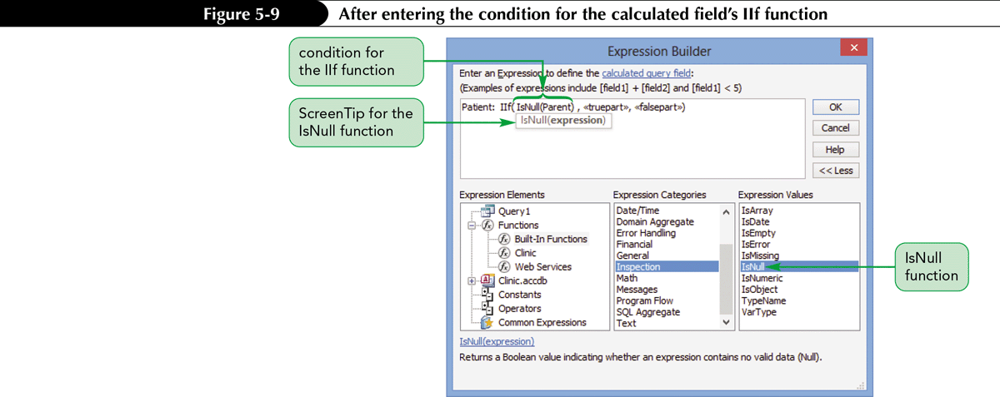 Figure 5-9 After entering the condition for the calculated field's IIf function
condition for
the IIf function
ScreenTip for the
IsNull function
Expression Builder
Enter an Expression to define the calculated query field:
(Examples of expressions include [field1] + [field2] and [field1] < 5)
Patient: IIf( IsNull(Parent) , «truepart», «falsepart»)
IsNull(expression)
OK
Cancel
Help
<< Less
Expression Elements
Query1
Functions
Built-In Functions
Clinic
Web Services
Clinic.accdb
Constants
Operators
Common Expressions
Expression Categories
Date/Time
Domain Aggregate
Error Handling
Financial
General
Inspection
Math
Messages
Program Flow
SQL Aggregate
Text
Expression Values
IsArray
IsDate
IsEmpty
IsError
IsMissing
IsNull
IsNumeric
IsObject
TypeName
VarType
IsNull
function
IsNull(expression)
Returns a Boolean value indicating whether an expression contains no valid data (Null).